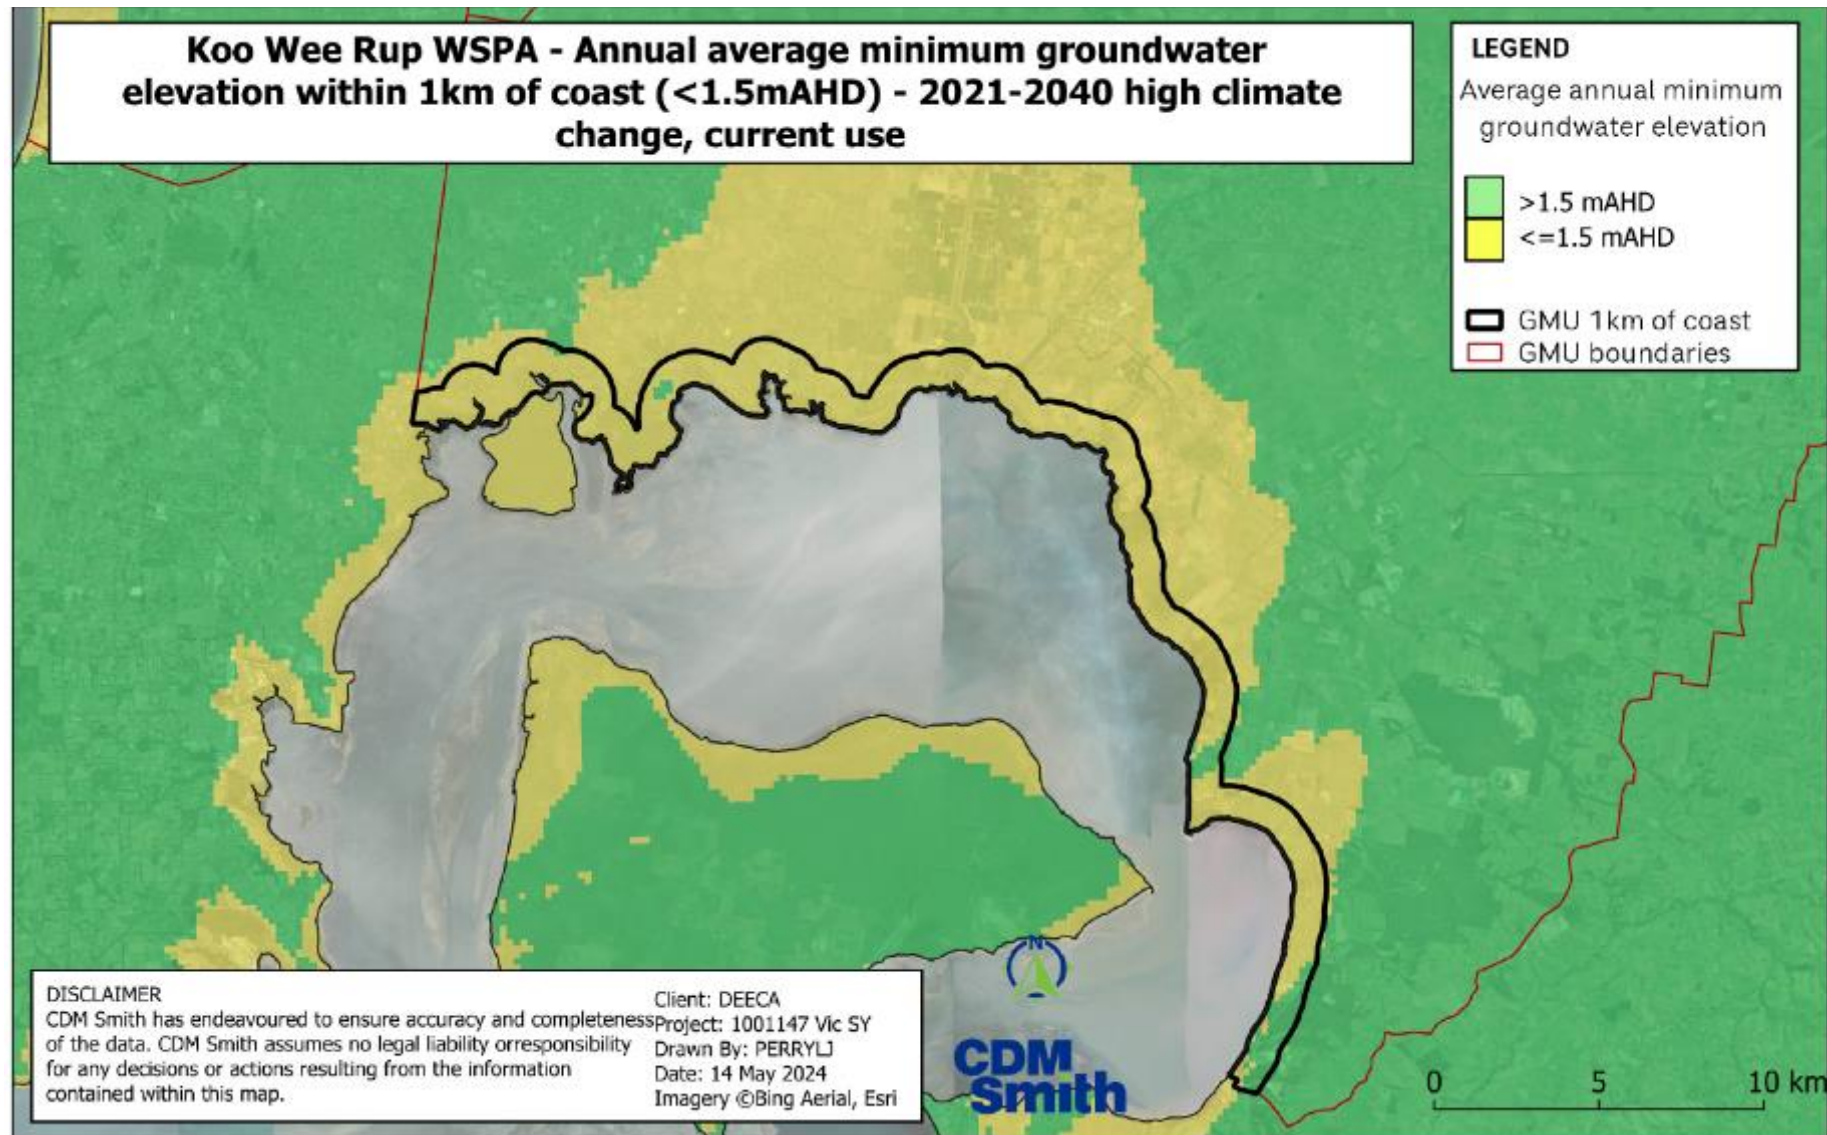 Koo Wee Rup WSPA - Annual average minimum groundwater
elevation within 1km of coast (<1.5mAHD) - 2021-2040 high climate
change, current use
LEGEND
Average annual minimum
groundwater elevation
>1.5 mAHD
<=1.5 mAHD
GMU 1km of coast
GMU boundaries
N
CDM
Smith
DISCLAIMER
CDM Smith has endeavoured to ensure accuracy and completeness
of the data. CDM Smith assumes no legal liability orresponsibility
for any decisions or actions resulting from the information
contained within this map.
Client: DEECA
Project: 1001147 Vic SY
Drawn By: PERRYLJ
Date: 14 May 2024
Imagery ©Bing Aerial, Esri
0 5 10 km